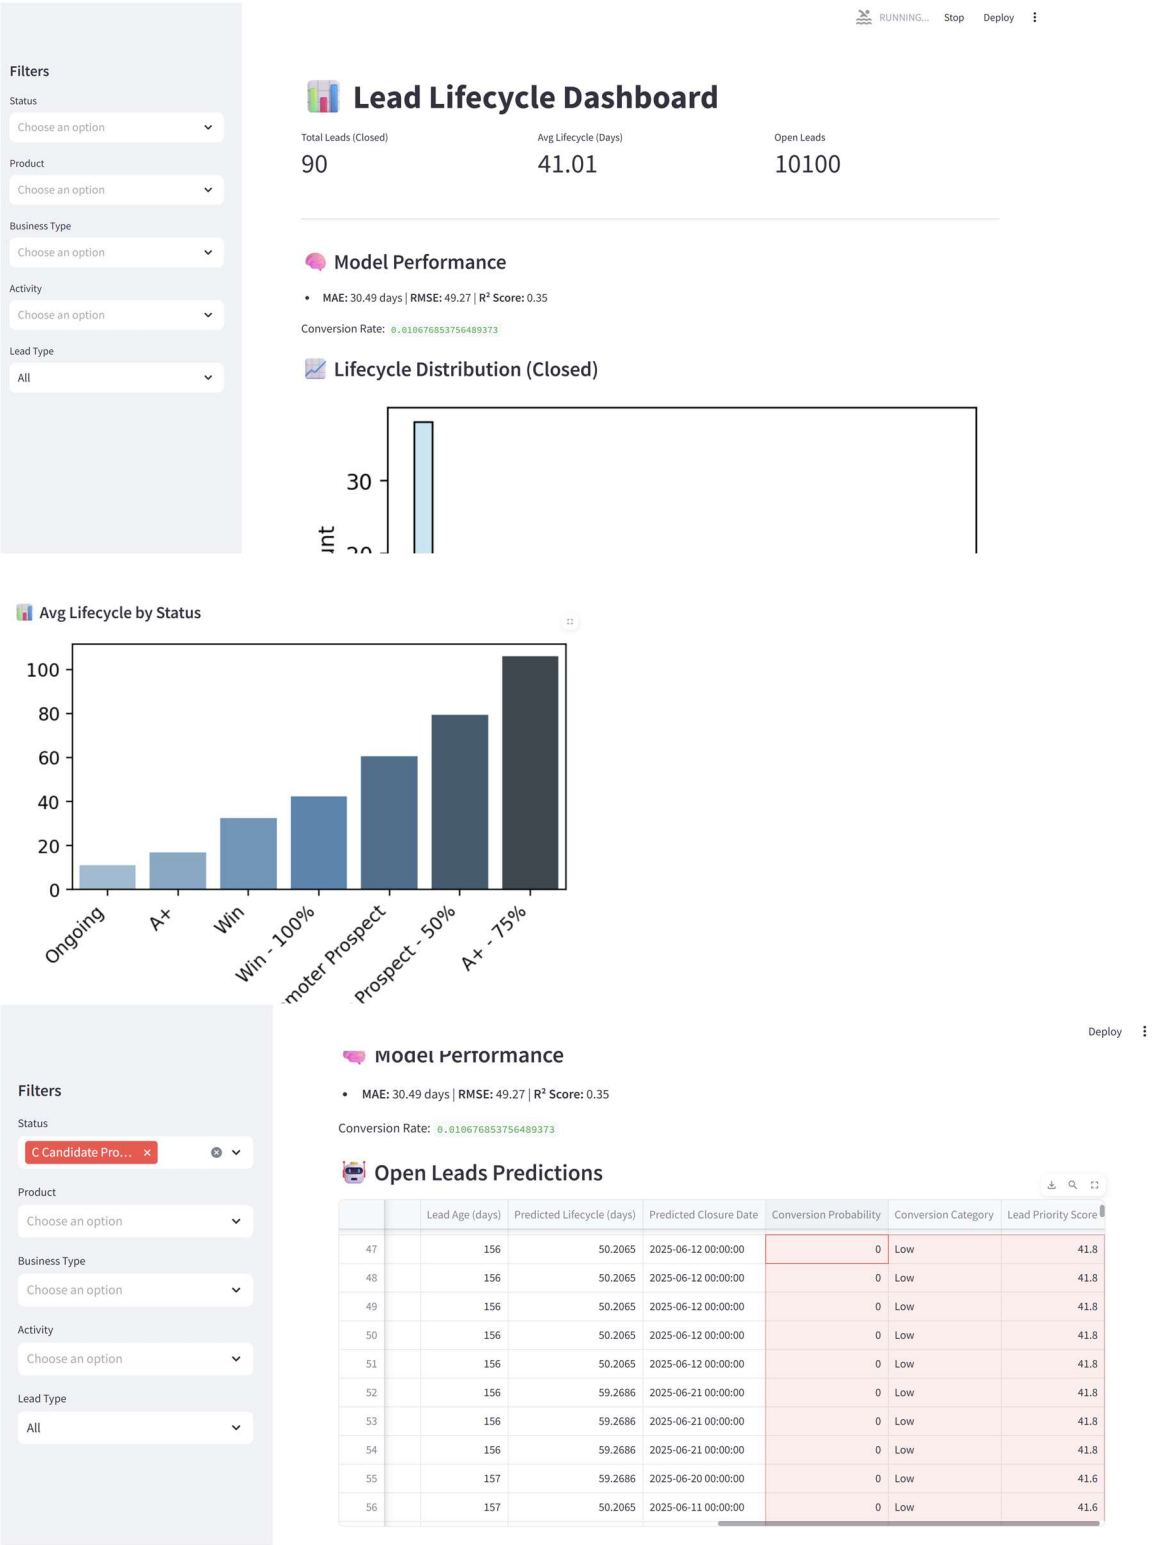 RUNNING... Stop Deploy
Filters
Status
Choose an option
Product
Choose an option
Business Type
Choose an option
Activity
Choose an option
Lead Type
All
Lead Lifecycle Dashboard
Total Leads (Closed) Avg Lifecycle (Days) Open Leads
90 41.01 10100
Model Performance
• MAE: 30.49 days | RMSE: 49.27 | R² Score: 0.35
Conversion Rate: 0.010676853756489373
Lifecycle Distribution (Closed)
30
20
unt
Avg Lifecycle by Status
100
80
60
40
20
0
Ongoing
A+
Win
Win - 100%
moter Prospect
Prospect - 50%
A+ - 75%
Deploy
Filters
Status
C Candidate Pro... ×
Product
Choose an option
Business Type
Choose an option
Activity
Choose an option
Lead Type
All
Model Performance
• MAE: 30.49 days | RMSE: 49.27 | R² Score: 0.35
Conversion Rate: 0.010676853756489373
Open Leads Predictions
Lead Age (days) Predicted Lifecycle (days) Predicted Closure Date Conversion Probability Conversion Category Lead Priority Score
47 156 50.2065 2025-06-12 00:00:00 0 Low 41.8
48 156 50.2065 2025-06-12 00:00:00 0 Low 41.8
49 156 50.2065 2025-06-12 00:00:00 0 Low 41.8
50 156 50.2065 2025-06-12 00:00:00 0 Low 41.8
51 156 50.2065 2025-06-12 00:00:00 0 Low 41.8
52 156 59.2686 2025-06-21 00:00:00 0 Low 41.8
53 156 59.2686 2025-06-21 00:00:00 0 Low 41.8
54 156 59.2686 2025-06-21 00:00:00 0 Low 41.8
55 157 59.2686 2025-06-20 00:00:00 0 Low 41.6
56 157 50.2065 2025-06-11 00:00:00 0 Low 41.6